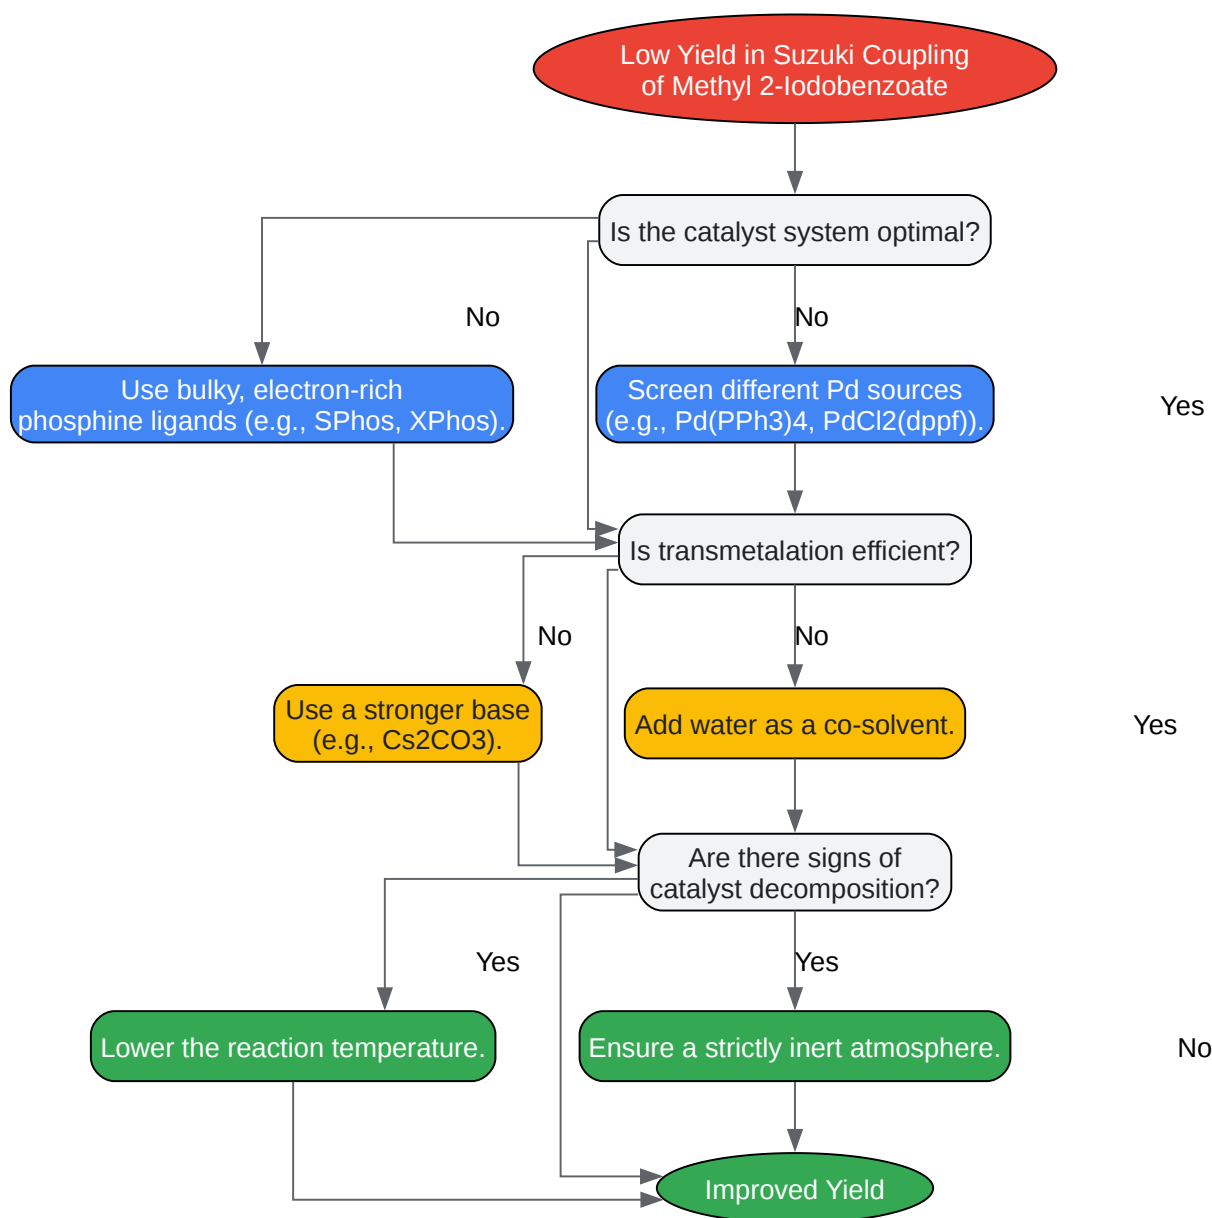 Low Yield in Suzuki Coupling
of Methyl 2-Iodobenzoate
Is the catalyst system optimal?
No
No
Use bulky, electron-rich
phosphine ligands (e.g., SPhos, XPhos).
Screen different Pd sources
(e.g., Pd(PPh3)4, PdCl2(dppf)).
Yes
Is transmetalation efficient?
No
No
Use a stronger base
(e.g., Cs2CO3).
Add water as a co-solvent.
Yes
Are there signs of
catalyst decomposition?
Yes
Yes
Lower the reaction temperature.
Ensure a strictly inert atmosphere.
No
Improved Yield